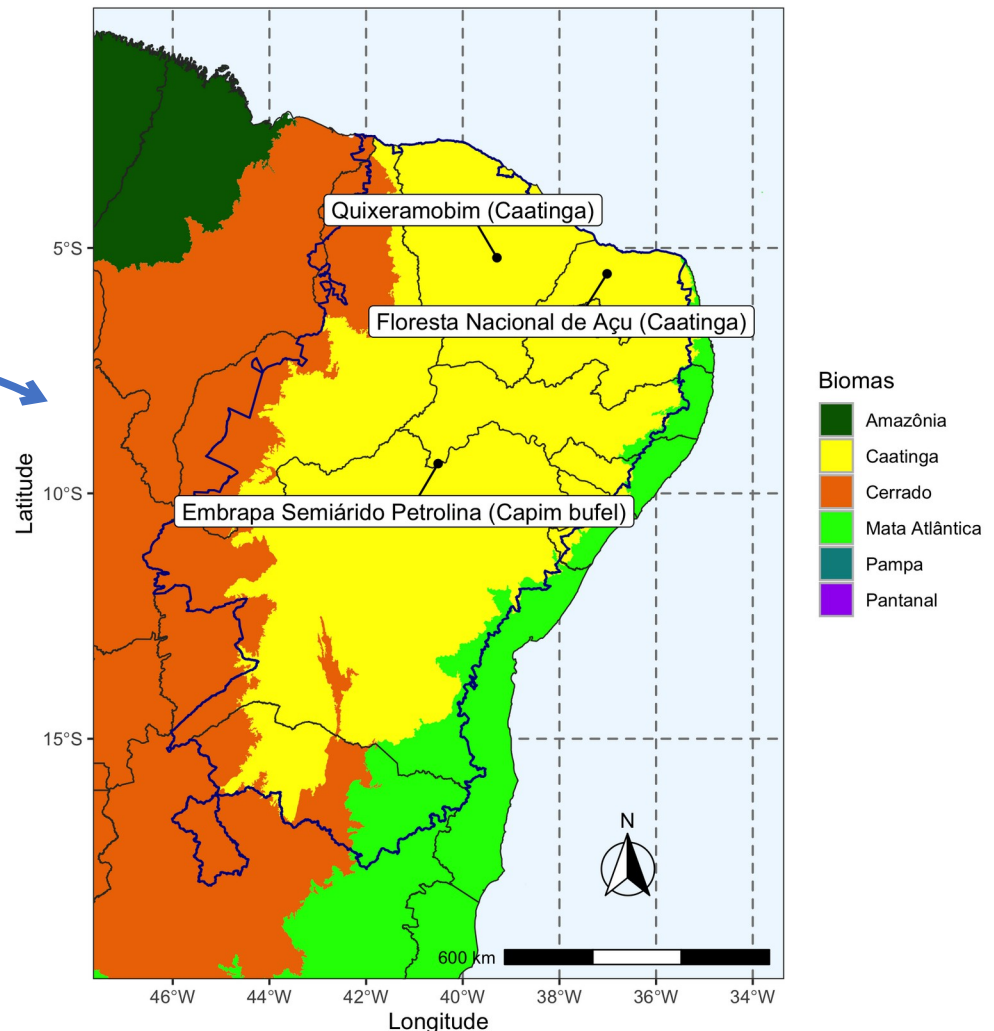 Quixeramobim (Caatinga)
5°S
Floresta Nacional de Açu (Caatinga)
Biomas
Amazônia
Caatinga
Latitude
10°S
Cerrado
Embrapa Semiárido Petrolina (Capim bufel)
Mata Atlântica
Pampa
Pantanal
15°S
N
600 km
46°W 44°W 42°W 40°W 38°W 36°W 34°W
Longitude